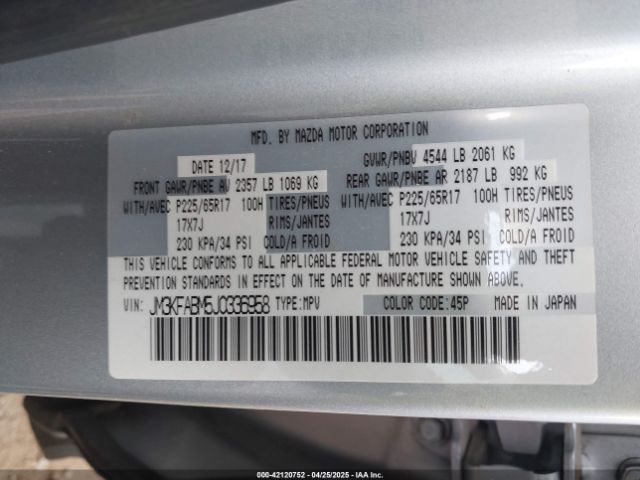 MFD. BY MAZDA MOTOR CORPORATION
DATE 12/17 GVWR/PNBV 4544 LB 2061 KG
FRONT GAWR/PNBE AV 2357 LB 1069 KG REAR GAWR/PNBE AR 2187 LB 992 KG
WITH/AVEC P225/65R17 100H TIRES/PNEUS WITH/AVEC P225/65R17 100H TIRES/PNEUS
17X7J RIMS/JANTES 17X7J RIMS/JANTES
230 KPA/34 PSI COLD/A FROID 230 KPA/34 PSI COLD/A FROID
THIS VEHICLE CONFORMS TO ALL APPLICABLE FEDERAL MOTOR VEHICLE SAFETY AND THEFT
PREVENTION STANDARDS IN EFFECT ON THE DATE OF MANUFACTURE SHOWN ABOVE.
VIN: JM3KFABM5J0336958 TYPE:MPV COLOR CODE:45P MADE IN JAPAN
000-42120752 - 04/25/2025 - IAA Inc.